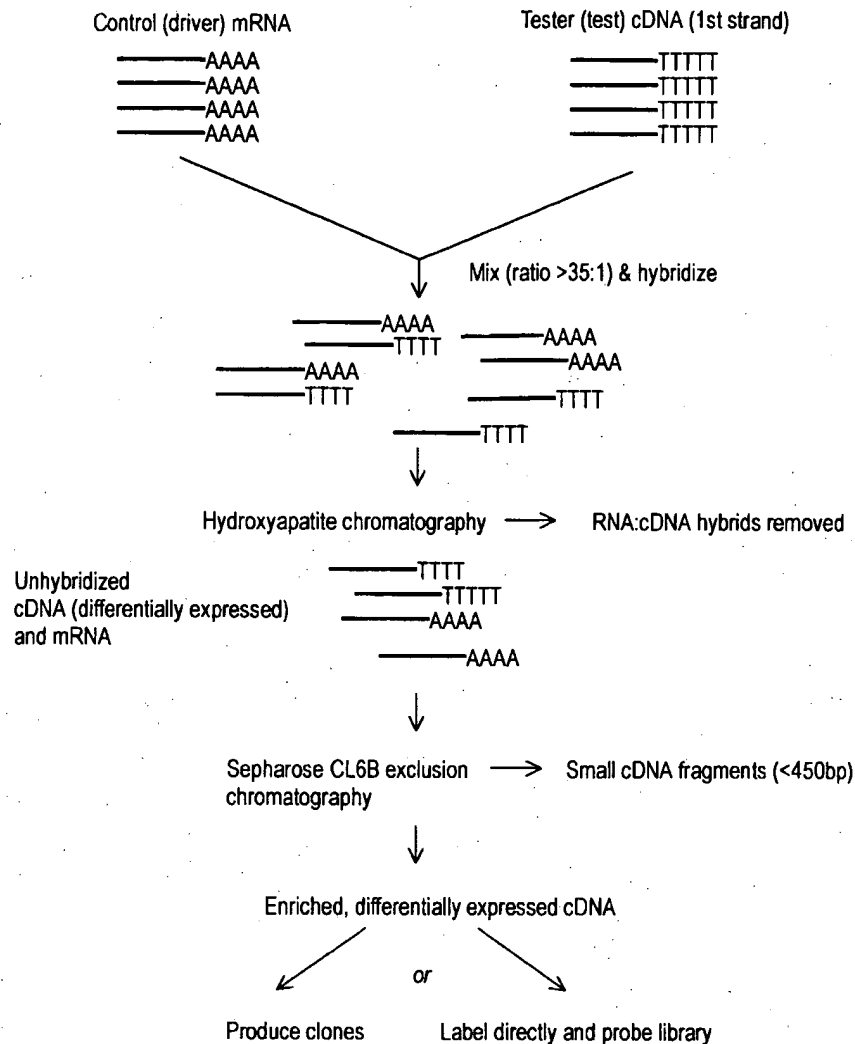 Control (driver) mRNA
Tester (test) cDNA (1st strand)
AAAA
AAAA
AAAA
AAAA
TTTTT
TTTTT
TTTTT
TTTTT
Mix (ratio >35:1) & hybridize
AAAA
TTTT
AAAA
AAAA
AAAA
TTTT
TTTT
TTTT
Hydroxyapatite chromatography
RNA:cDNA hybrids removed
Unhybridized
cDNA (differentially expressed)
and mRNA
TTTT
TTTTT
AAAA
AAAA
Sepharose CL6B exclusion
chromatography
Small cDNA fragments (<450bp)
Enriched, differentially expressed cDNA
or
Produce clones
Label directly and probe library